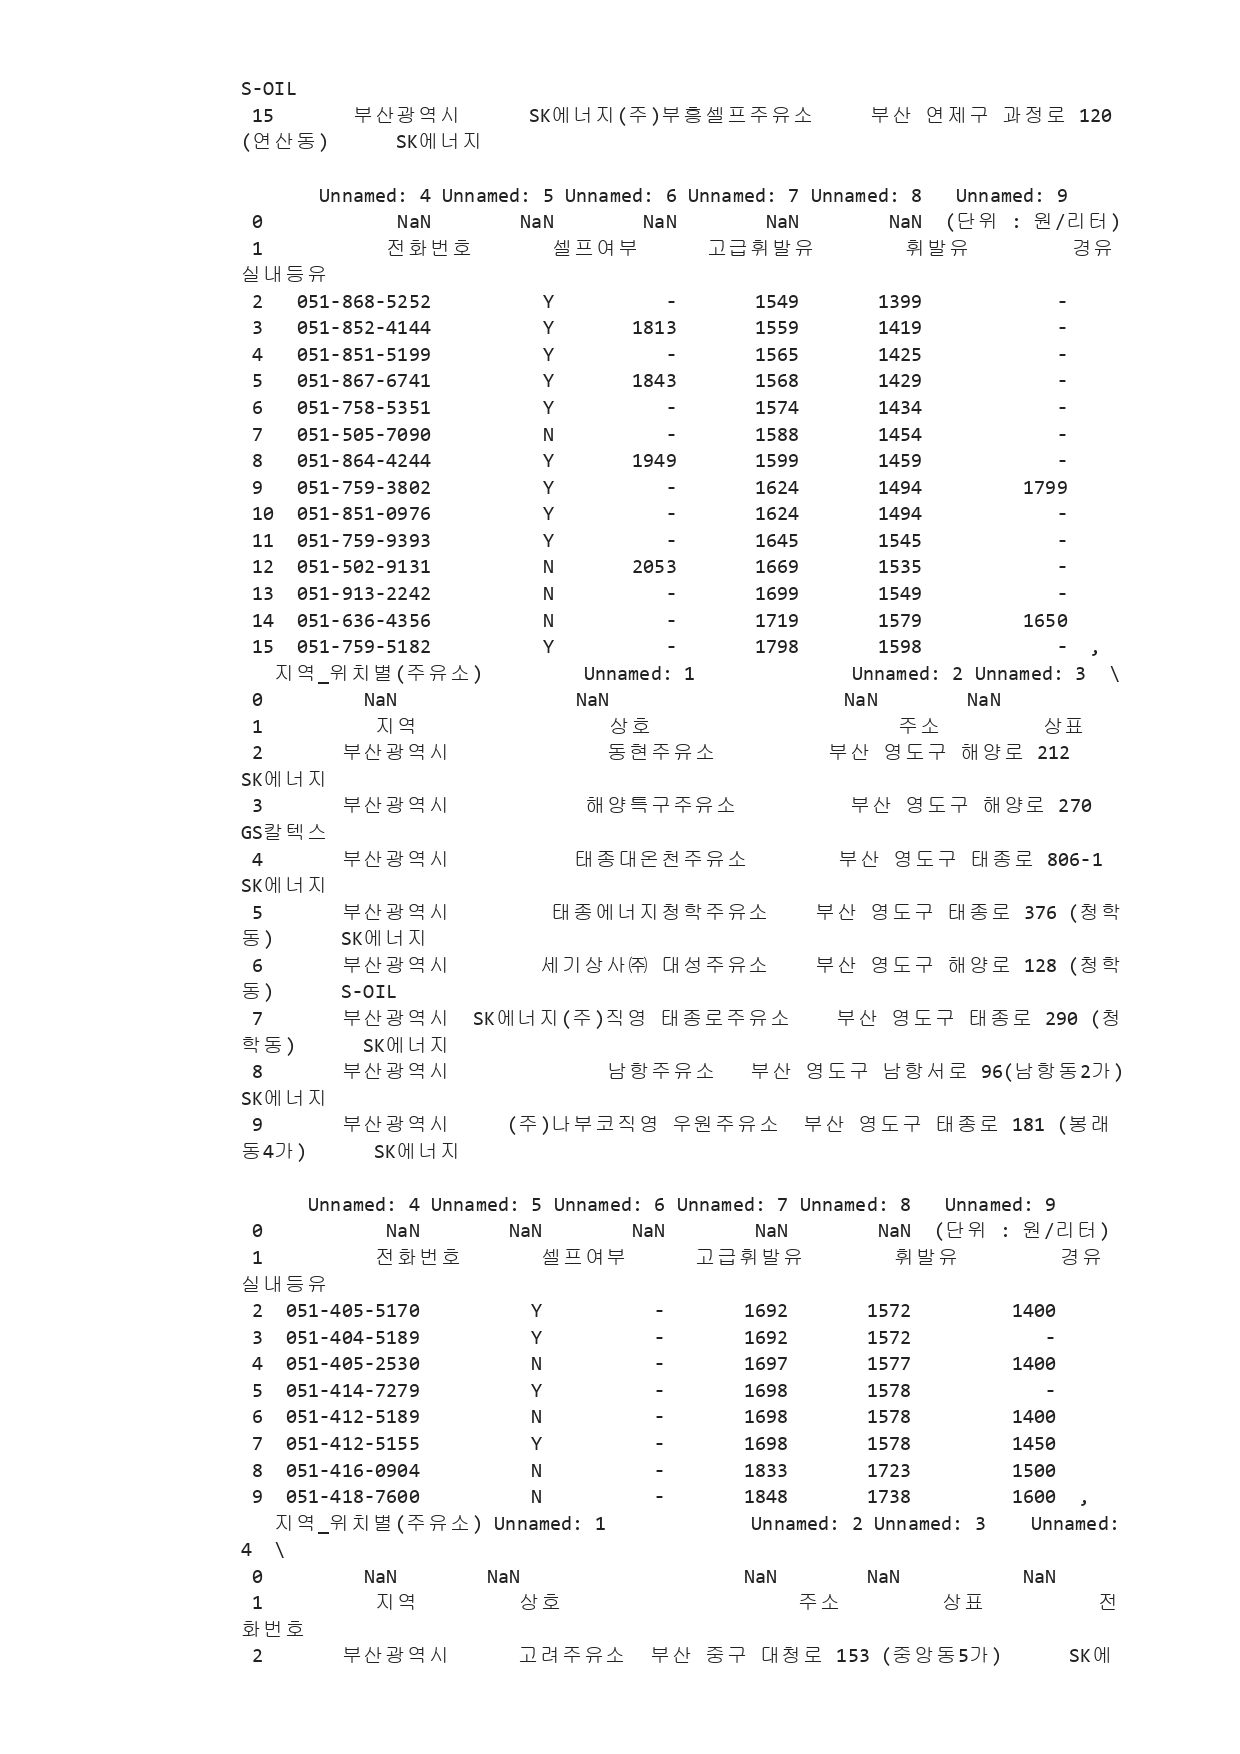 S-OIL
15 부산광역시 SK에너지(주)부흥셀프주유소 부산 연제구 과정로 120
(연산동) SK에너지
Unnamed: 4 Unnamed: 5 Unnamed: 6 Unnamed: 7 Unnamed: 8 Unnamed: 9
0 NaN NaN NaN NaN NaN (단위 : 원/리터)
1 전화번호 셀프여부 고급휘발유 휘발유 경유
실내등유
2 051-868-5252 Y - 1549 1399 -
3 051-852-4144 Y 1813 1559 1419 -
4 051-851-5199 Y - 1565 1425 -
5 051-867-6741 Y 1843 1568 1429 -
6 051-758-5351 Y - 1574 1434 -
7 051-505-7090 N - 1588 1454 -
8 051-864-4244 Y 1949 1599 1459 -
9 051-759-3802 Y - 1624 1494 1799
10 051-851-0976 Y - 1624 1494 -
11 051-759-9393 Y - 1645 1545 -
12 051-502-9131 N 2053 1669 1535 -
13 051-913-2242 N - 1699 1549 -
14 051-636-4356 N - 1719 1579 1650
15 051-759-5182 Y - 1798 1598 - ,
지역_위치별(주유소) Unnamed: 1 Unnamed: 2 Unnamed: 3 \
0 NaN NaN NaN NaN
1 지역 상호 주소 상표
2 부산광역시 동현주유소 부산 영도구 해양로 212
SK에너지
3 부산광역시 해양특구주유소 부산 영도구 해양로 270
GS칼텍스
4 부산광역시 태종대온천주유소 부산 영도구 태종로 806-1
SK에너지
5 부산광역시 태종에너지청학주유소 부산 영도구 태종로 376 (청학
동) SK에너지
6 부산광역시 세기상사㈜ 대성주유소 부산 영도구 해양로 128 (청학
동) S-OIL
7 부산광역시 SK에너지(주)직영 태종로주유소 부산 영도구 태종로 290 (청
학동) SK에너지
8 부산광역시 남항주유소 부산 영도구 남항서로 96(남항동2가)
SK에너지
9 부산광역시 (주)나부코직영 우원주유소 부산 영도구 태종로 181 (봉래
동4가) SK에너지
Unnamed: 4 Unnamed: 5 Unnamed: 6 Unnamed: 7 Unnamed: 8 Unnamed: 9
0 NaN NaN NaN NaN NaN (단위 : 원/리터)
1 전화번호 셀프여부 고급휘발유 휘발유 경유
실내등유
2 051-405-5170 Y - 1692 1572 1400
3 051-404-5189 Y - 1692 1572 -
4 051-405-2530 N - 1697 1577 1400
5 051-414-7279 Y - 1698 1578 -
6 051-412-5189 N - 1698 1578 1400
7 051-412-5155 Y - 1698 1578 1450
8 051-416-0904 N - 1833 1723 1500
9 051-418-7600 N - 1848 1738 1600 ,
지역_위치별(주유소) Unnamed: 1 Unnamed: 2 Unnamed: 3 Unnamed:
4 \
0 NaN NaN NaN NaN NaN
1 지역 상호 주소 상표 전
화번호
2 부산광역시 고려주유소 부산 중구 대청로 153 (중앙동5가) SK에